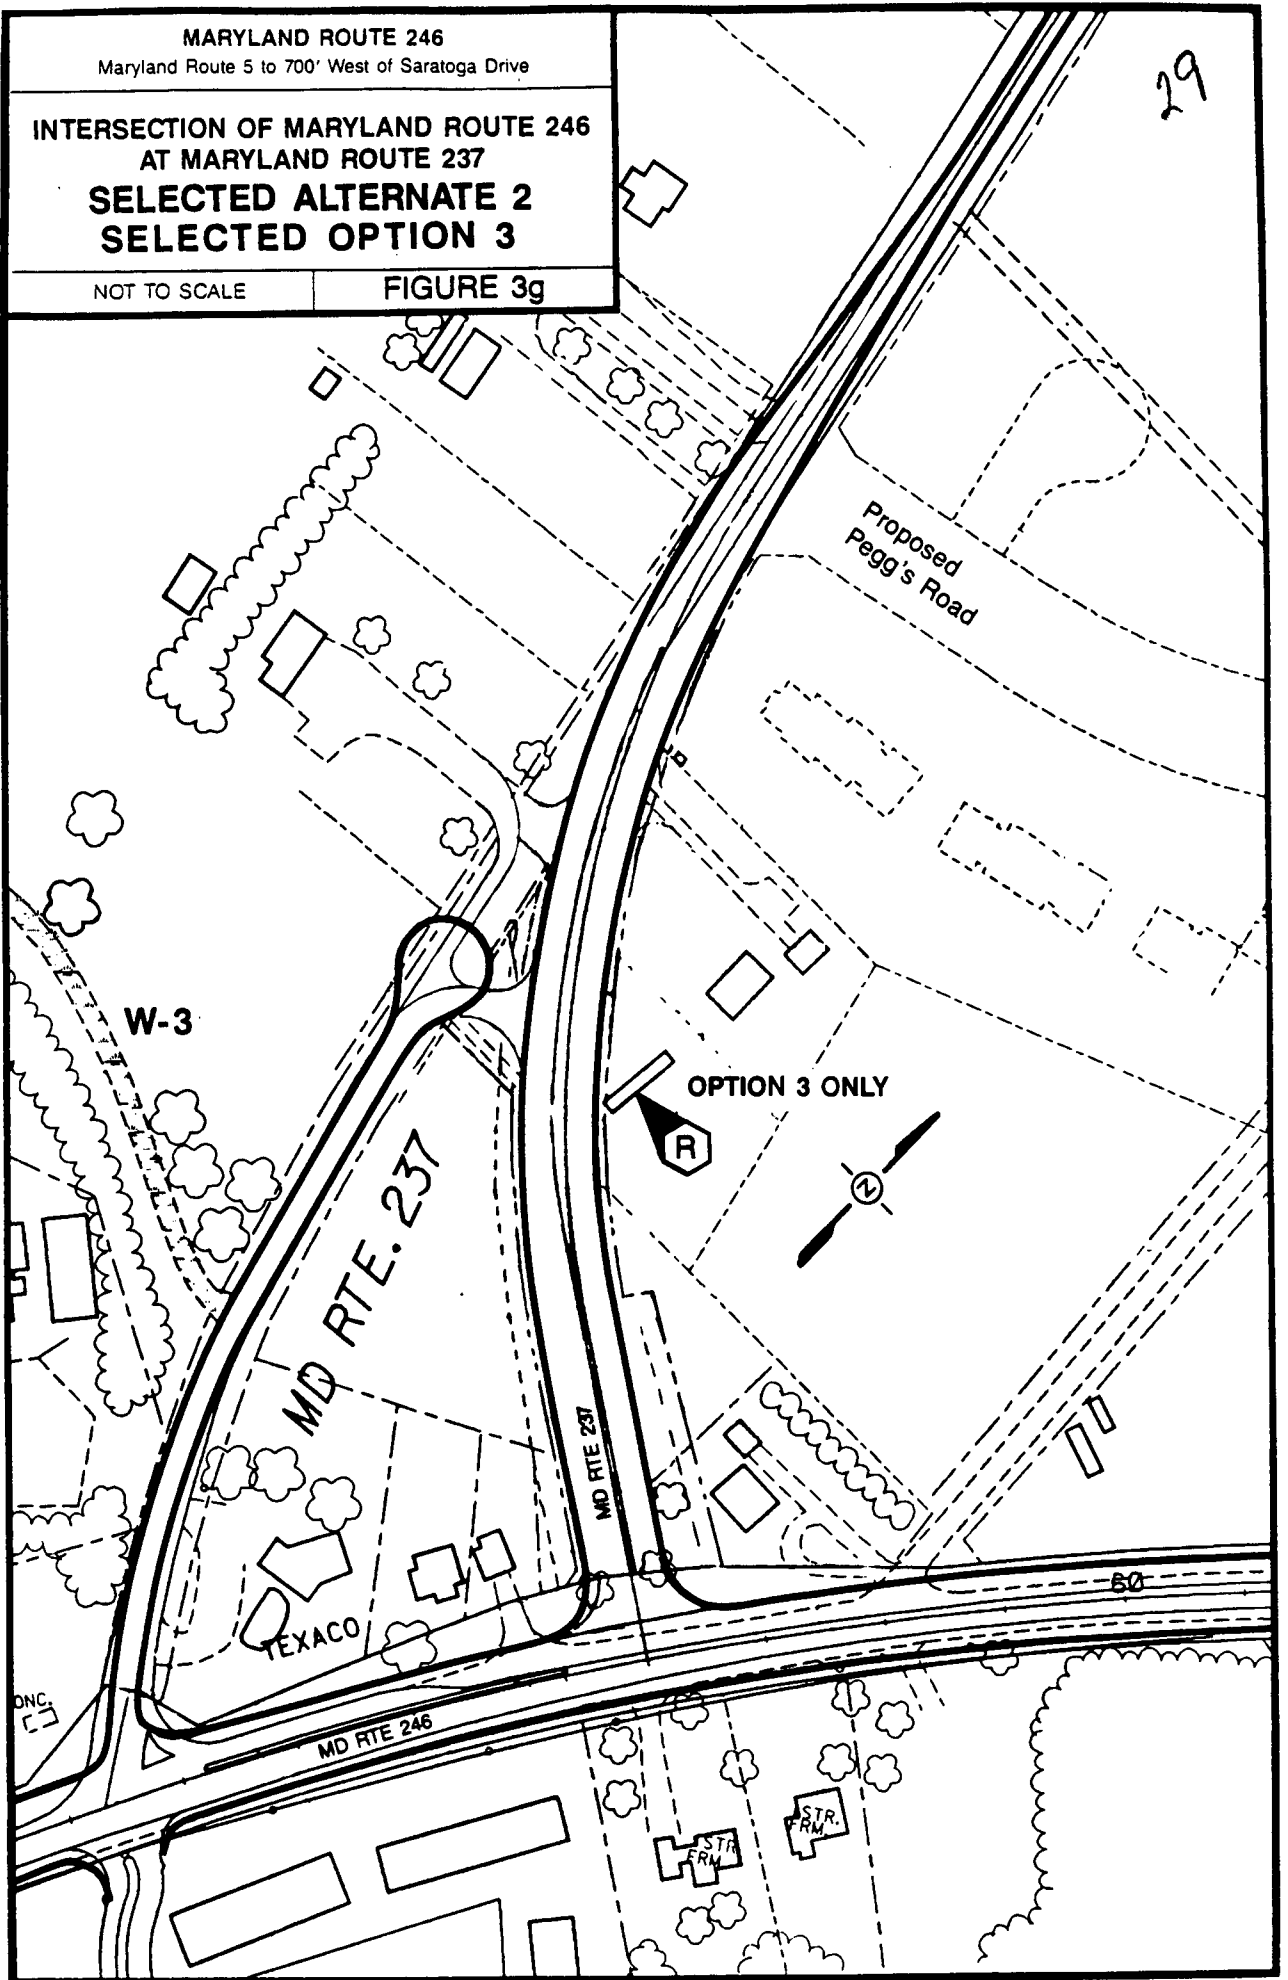 MARYLAND ROUTE 246
Maryland Route 5 to 700' West of Saratoga Drive
INTERSECTION OF MARYLAND ROUTE 246
AT MARYLAND ROUTE 237
SELECTED ALTERNATE 2
SELECTED OPTION 3
NOT TO SCALE
FIGURE 3g
29
Proposed
Pegg's Road
W-3
OPTION 3 ONLY
R
N
MD RTE. 237
MD RTE 237
TEXACO
60
ONC.
MD RTE 246
STR.
FRM.
STR
FRM